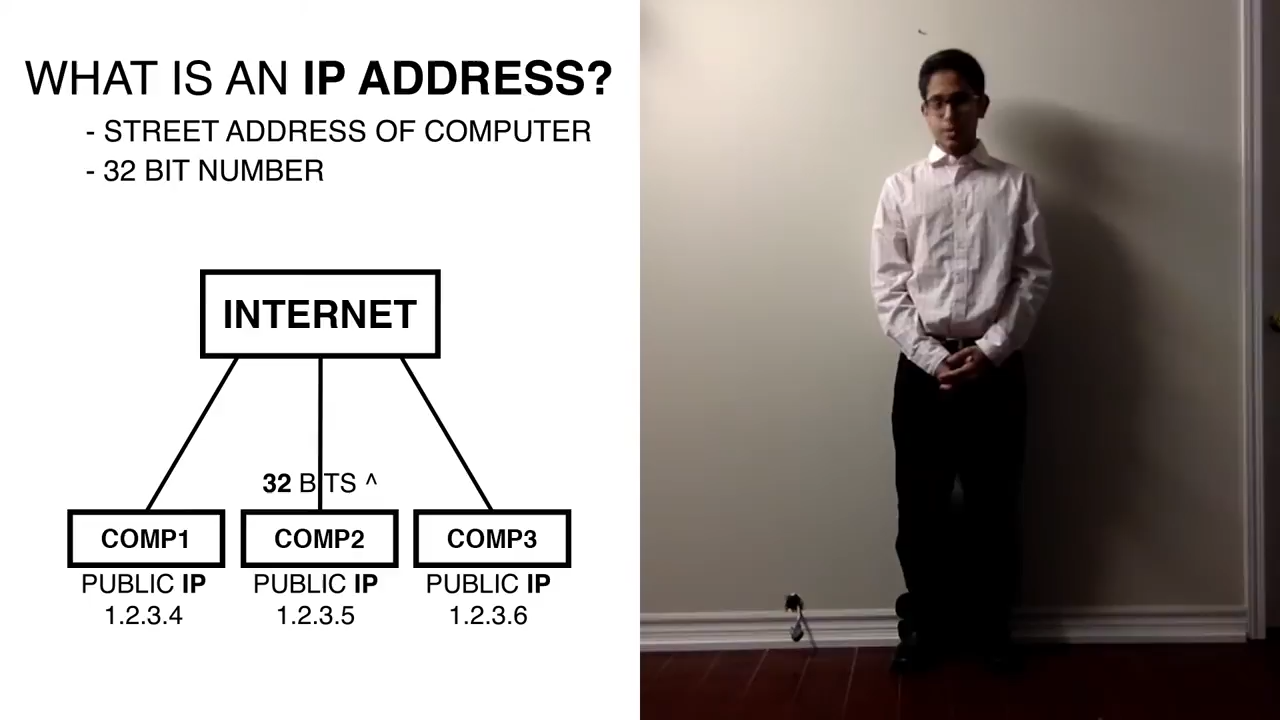 WHAT IS AN IP ADDRESS?
- STREET ADDRESS OF COMPUTER
- 32 BIT NUMBER
INTERNET
32 BITS ^
COMP1 COMP2 COMP3
PUBLIC IP PUBLIC IP PUBLIC IP
1.2.3.4 1.2.3.5 1.2.3.6